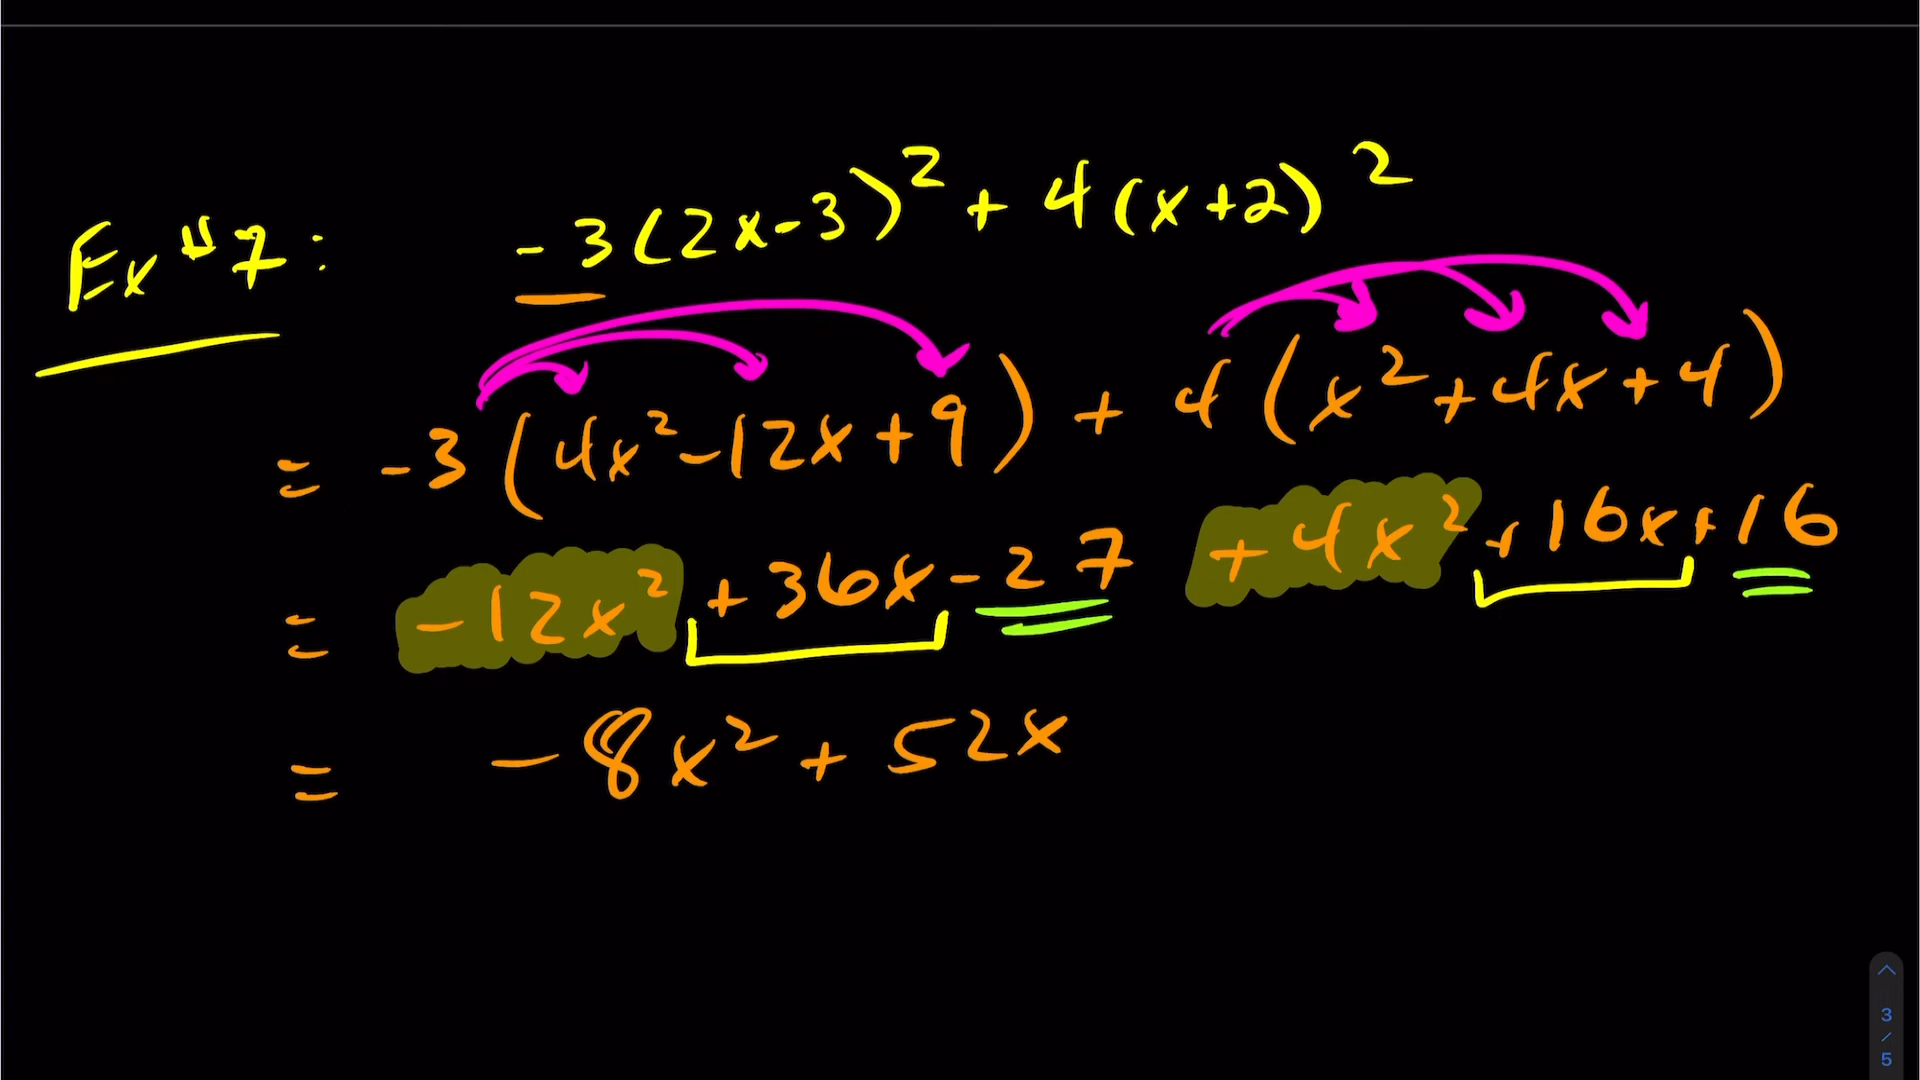 Ex #7: -3(2x-3)² + 4(x+2)²
= -3(4x²-12x+9) + 4(x²+4x+4)
= -12x² +36x -27 +4x² +16x +16
= -8x² + 52x
3
/
5